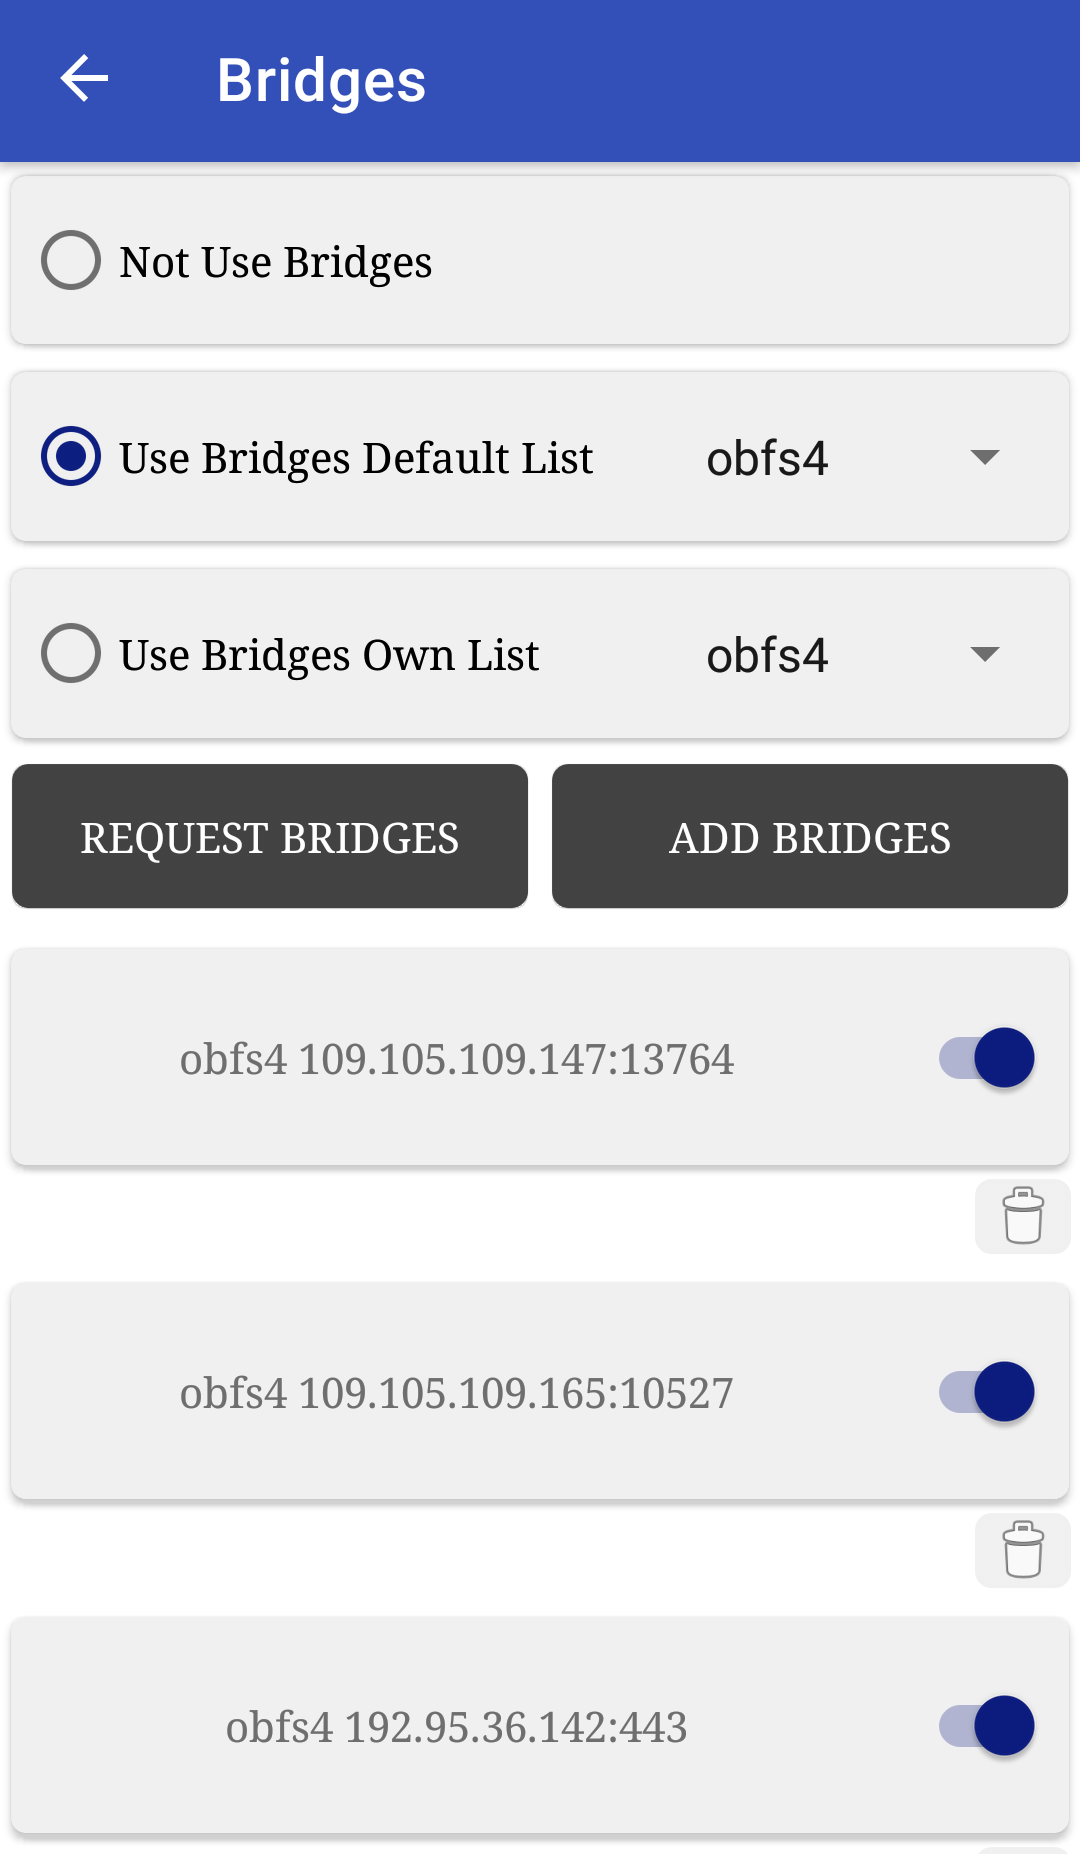 Bridges
Not Use Bridges
Use Bridges Default List obfs4
Use Bridges Own List obfs4
REQUEST BRIDGES ADD BRIDGES
obfs4 109.105.109.147:13764
obfs4 109.105.109.165:10527
obfs4 192.95.36.142:443